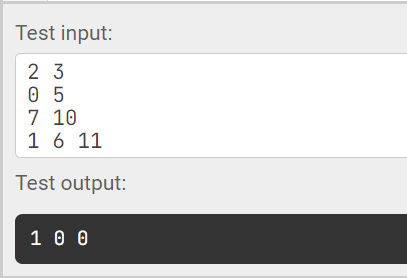 Test input:
2 3
0 5
7 10
1 6 11
Test output:
1 0 0